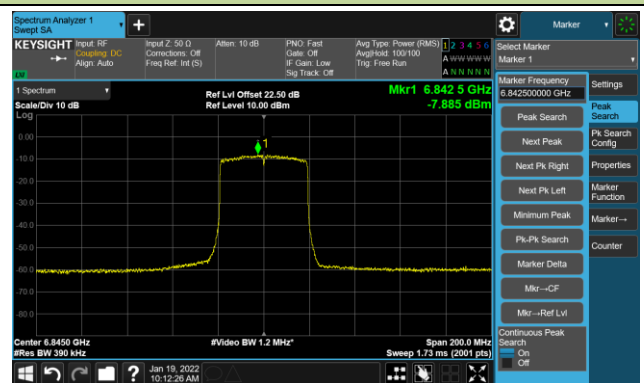 Spectrum Analyzer 1
Swept SA
+
Marker
KEYSIGHT
Input: RF
Coupling: DC
Align: Auto
Input Z: 50 Ω
Corrections: Off
Freq Ref: Int (S)
Atten: 10 dB
PNO: Fast
Gate: Off
IF Gain: Low
Sig Track: Off
Avg Type: Power (RMS)
Avg|Hold: 100/100
Trig: Free Run
1 2 3 4 5 6
A W W W W W
A N N N N N
LXI
Select Marker
Marker 1
1 Spectrum
Scale/Div 10 dB
Log
Ref Lvl Offset 22.50 dB
Ref Level 10.00 dBm
Mkr1 6.842 5 GHz
-7.885 dBm
1
0.00
-10.0
-20.0
-30.0
-40.0
-50.0
-60.0
-70.0
-80.0
Center 6.8450 GHz
#Res BW 390 kHz
#Video BW 1.2 MHz*
Span 200.0 MHz
Sweep 1.73 ms (2001 pts)
Marker Frequency
6.842500000 GHz
Peak Search
Next Peak
Next Pk Right
Next Pk Left
Minimum Peak
Pk-Pk Search
Marker Delta
Mkr→CF
Mkr→Ref Lvl
Continuous Peak
Search
On
Off
Settings
Peak
Search
Pk Search
Config
Properties
Marker
Function
Marker→
Counter
?
Jan 19, 2022
10:12:26 AM